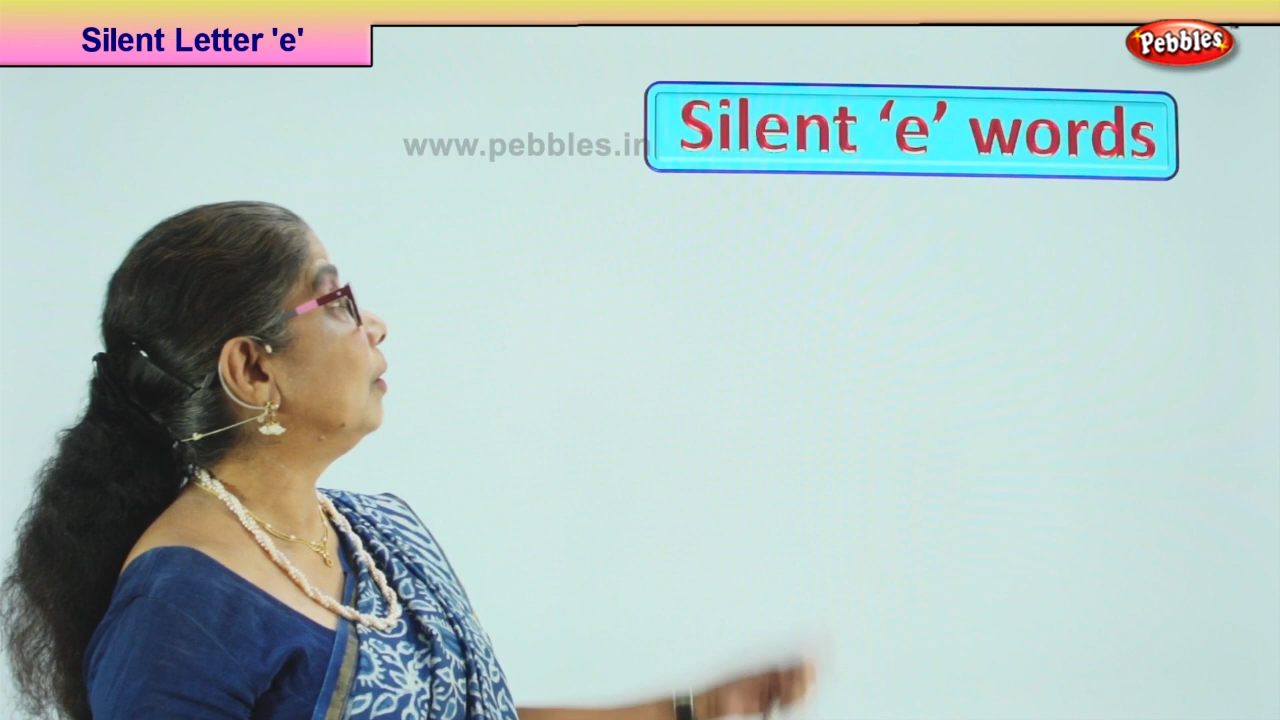 Silent Letter 'e'
Pebbles
Silent ‘e’ words
www.pebbles.in